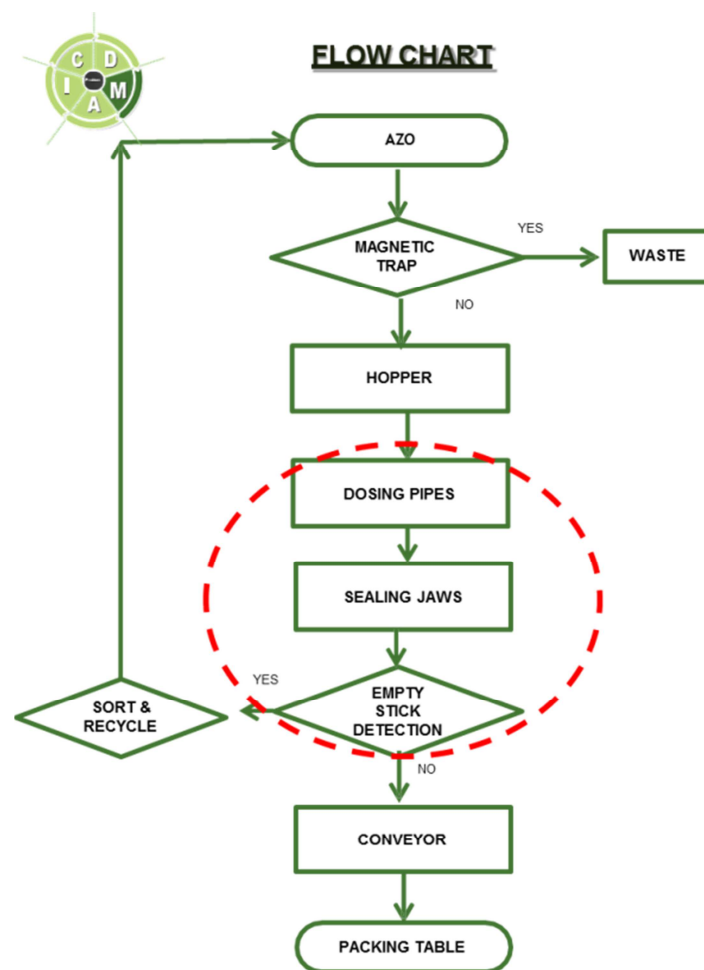 FLOW CHART
C D
I M
A
AZO
YES
MAGNETIC
TRAP
WASTE
NO
HOPPER
DOSING PIPES
SEALING JAWS
YES
EMPTY
STICK
DETECTION
SORT &
RECYCLE
NO
CONVEYOR
PACKING TABLE